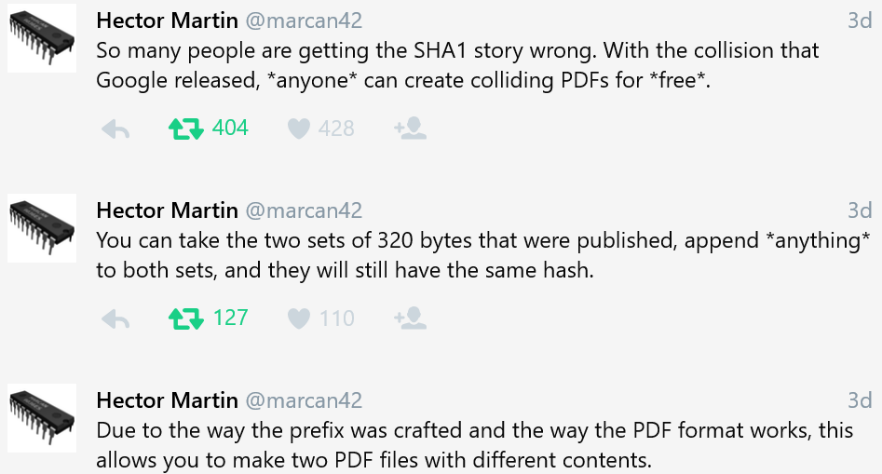 Hector Martin @marcan42 3d
So many people are getting the SHA1 story wrong. With the collision that
Google released, *anyone* can create colliding PDFs for *free*.
404 428
Hector Martin @marcan42 3d
You can take the two sets of 320 bytes that were published, append *anything*
to both sets, and they will still have the same hash.
127 110
Hector Martin @marcan42 3d
Due to the way the prefix was crafted and the way the PDF format works, this
allows you to make two PDF files with different contents.